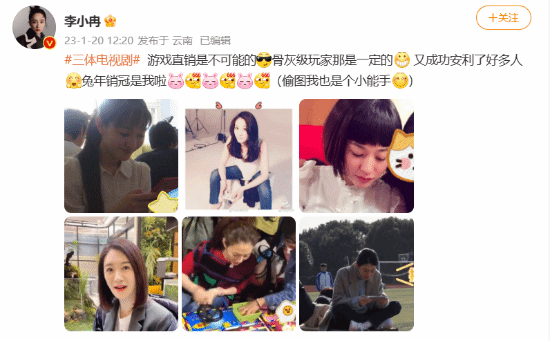 李小冉
+关注
23-1-20 12:20 发布于 云南 已编辑
#三体电视剧# 游戏直销是不可能的😎骨灰级玩家那是一定的😁 又成功安利了好多人
🤗兔年销冠是我啦（偷图我也是个小能手😊）